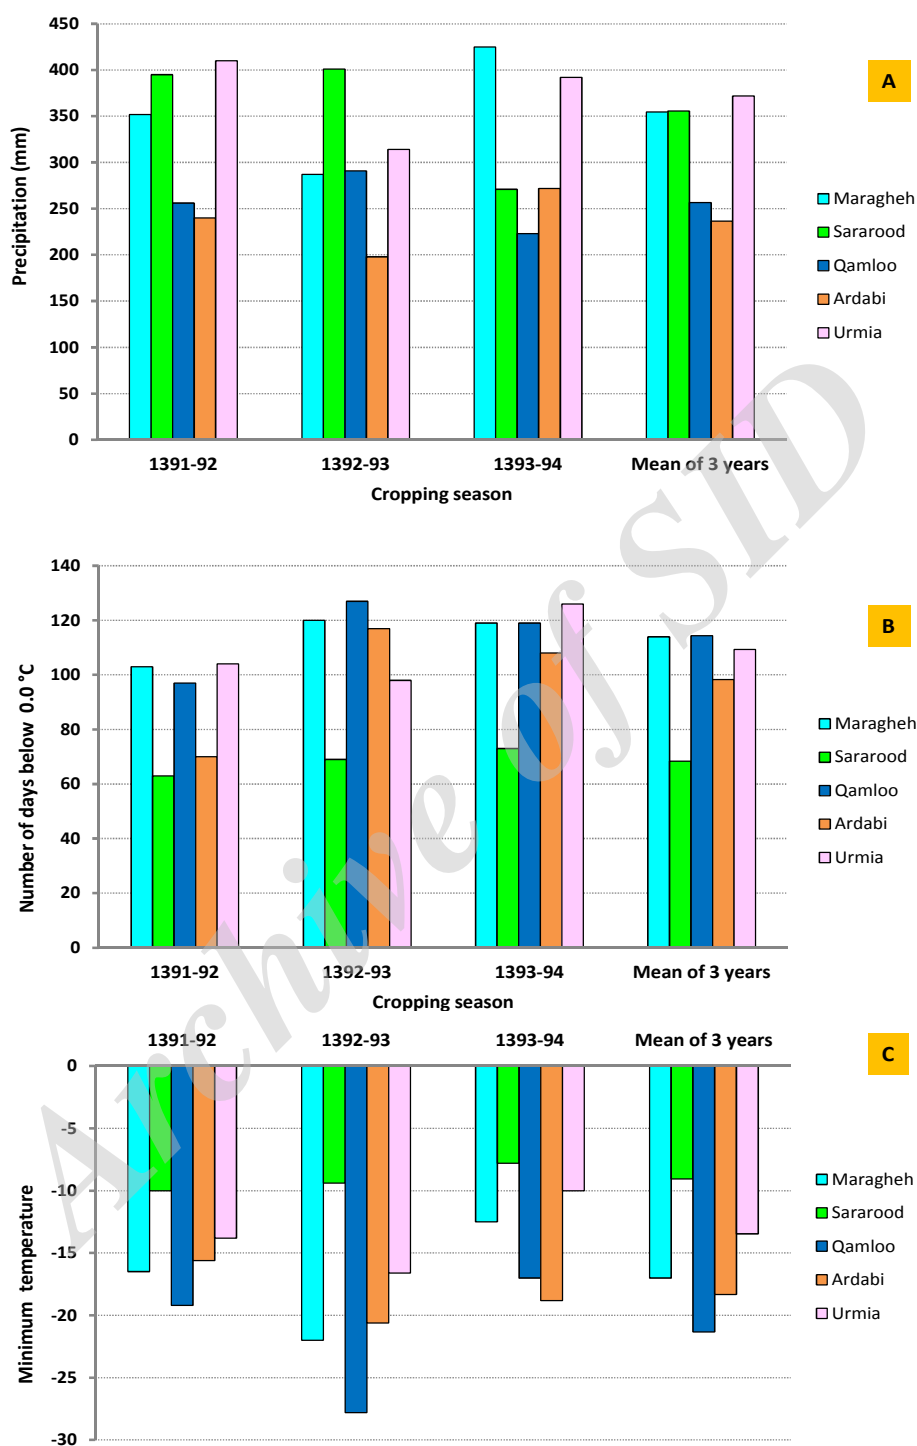 450
400
350
300
250
200
150
100
50
0
Precipitation (mm)
1391-92 1392-93 1393-94 Mean of 3 years
Cropping season
A
Maragheh
Sararood
Qamloo
Ardabi
Urmia
140
120
100
80
60
40
20
0
Number of days below 0.0 °C
1391-92 1392-93 1393-94 Mean of 3 years
Cropping season
B
Maragheh
Sararood
Qamloo
Ardabi
Urmia
1391-92 1392-93 1393-94 Mean of 3 years
0
-5
-10
-15
-20
-25
-30
Minimum temperature
C
Maragheh
Sararood
Qamloo
Ardabi
Urmia
Archive of SID